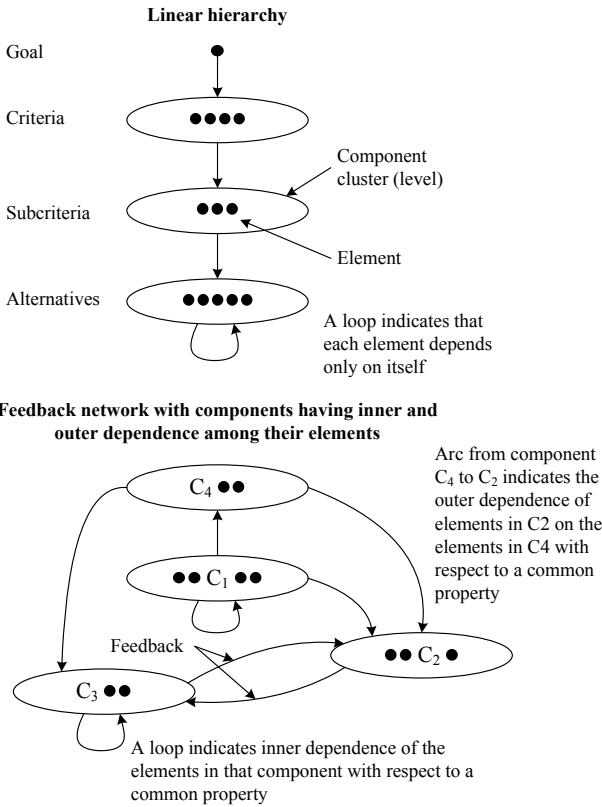 Linear hierarchy
Goal
Criteria
Component
cluster (level)
Subcriteria
Element
Alternatives
A loop indicates that
each element depends
only on itself
Feedback network with components having inner and
outer dependence among their elements
Arc from component
C₄ to C₂ indicates the
outer dependence of
elements in C2 on the
elements in C4 with
respect to a common
property
C₄
C₁
Feedback
C₂
C₃
A loop indicates inner dependence of the
elements in that component with respect to a
common property